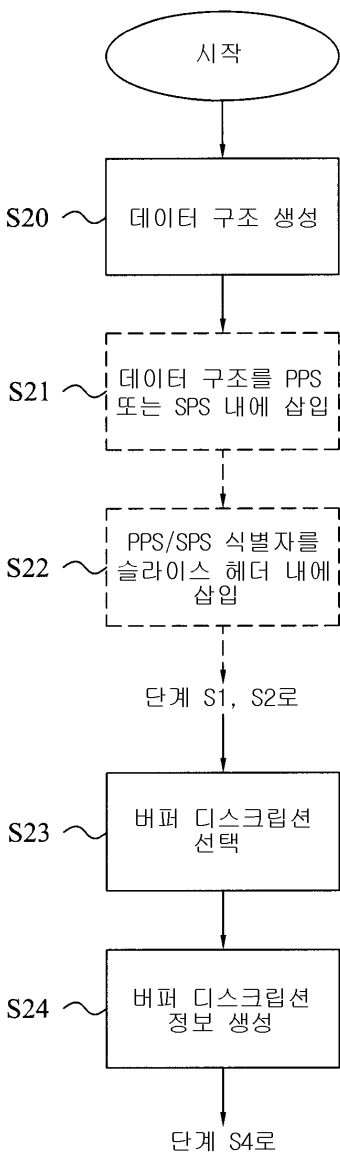 시작
S20
데이터 구조 생성
S21
데이터 구조를 PPS
또는 SPS 내에 삽입
S22
PPS/SPS 식별자를
슬라이스 헤더 내에
삽입
단계 S1, S2로
S23
버퍼 디스크립션
선택
S24
버퍼 디스크립션
정보 생성
단계 S4로